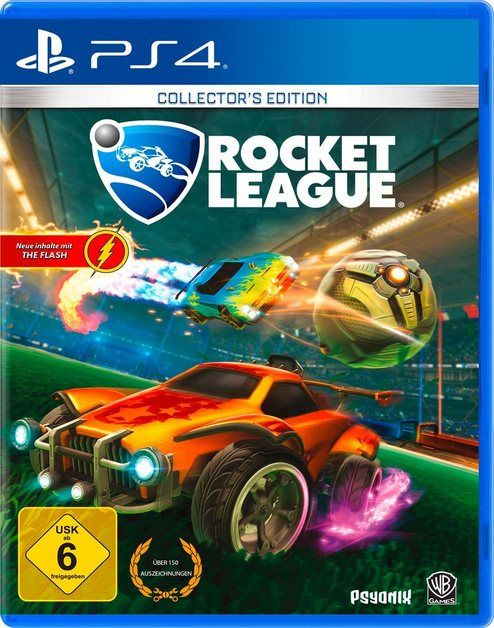 PS4
COLLECTOR'S EDITION
ROCKET
LEAGUE
Neue inhalte mit
THE FLASH
USK
ab
6
freigegeben
ÜBER 150
AUSZEICHNUNGEN
PSYONIX
WB
GAMES